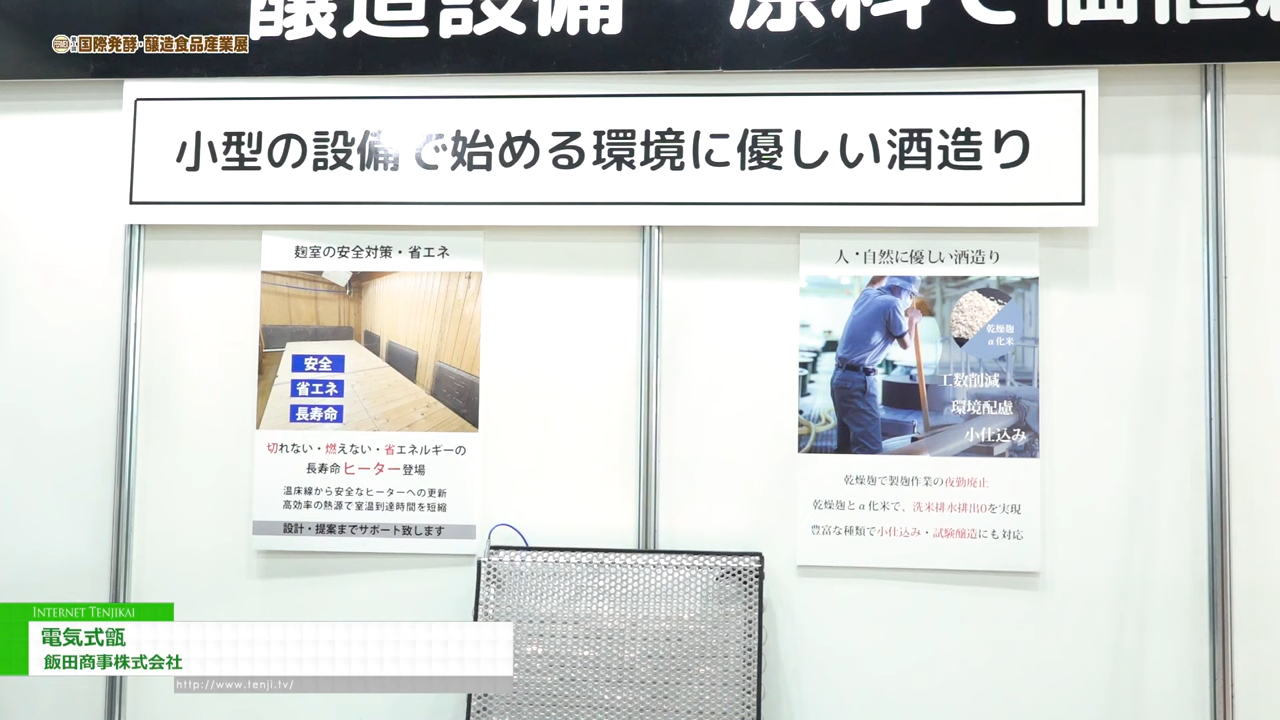 醸造設備
原料で価値
国際発酵・醸造食品産業展
小型の設備で始める環境に優しい酒造り
麹室の安全対策・省エネ
安全
省エネ
長寿命
切れない・燃えない・省エネルギーの
長寿命ヒーター登場
温床線から安全なヒーターへの更新
高効率の熱源で室温到達時間を短縮
設計・提案までサポート致します
人・自然に優しい酒造り
乾燥麹
α化米
工数削減
環境配慮
小仕込み
乾燥麹で製麹作業の夜勤廃止
乾燥麹とα化米で、洗米排水排出0を実現
豊富な種類で小仕込み・試験醸造にも対応
INTERNET TENJIKAI
電気式甑
飯田商事株式会社
http://www.tenji.tv/